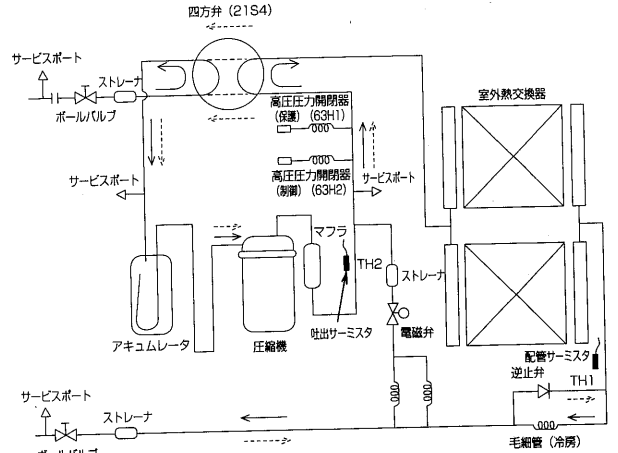 四方弁（21S4）
サービスポート
ストレーナ
ボールバルブ
高圧圧力開閉器
（保護）（63H1）
高圧圧力開閉器
（制御）（63H2）
サービスポート
サービスポート
室外熱交換器
マフラ
TH2
ストレーナ
電磁弁
吐出サーミスタ
アキュムレータ
圧縮機
配管サーミスタ
逆止弁
TH1
サービスポート
ストレーナ
ボールバルブ
毛細管（冷房）